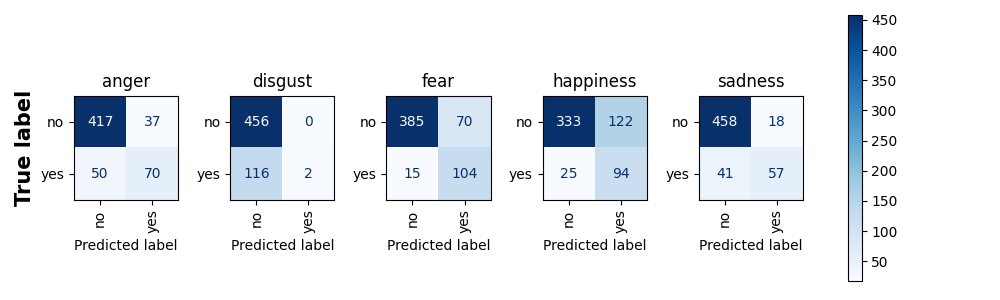 True label
anger
no 417 37
yes 50 70
no yes
Predicted label
disgust
no 456 0
yes 116 2
no yes
Predicted label
fear
no 385 70
yes 15 104
no yes
Predicted label
happiness
no 333 122
yes 25 94
no yes
Predicted label
sadness
no 458 18
yes 41 57
no yes
Predicted label
450
400
350
300
250
200
150
100
50